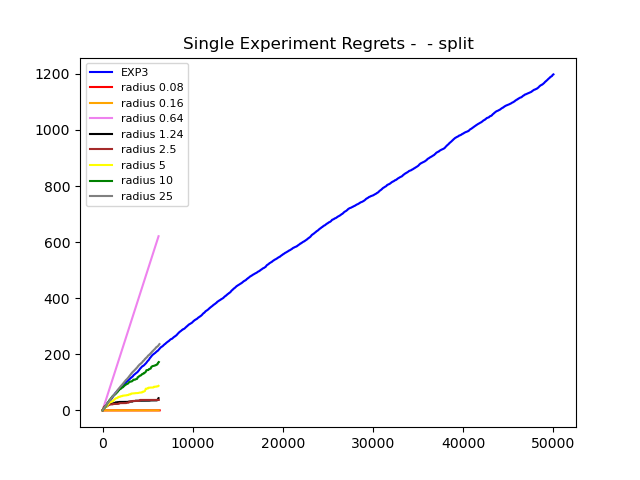 Single Experiment Regrets -  - split
EXP3
radius 0.08
radius 0.16
radius 0.64
radius 1.24
radius 2.5
radius 5
radius 10
radius 25
1200
1000
800
600
400
200
0
0 10000 20000 30000 40000 50000